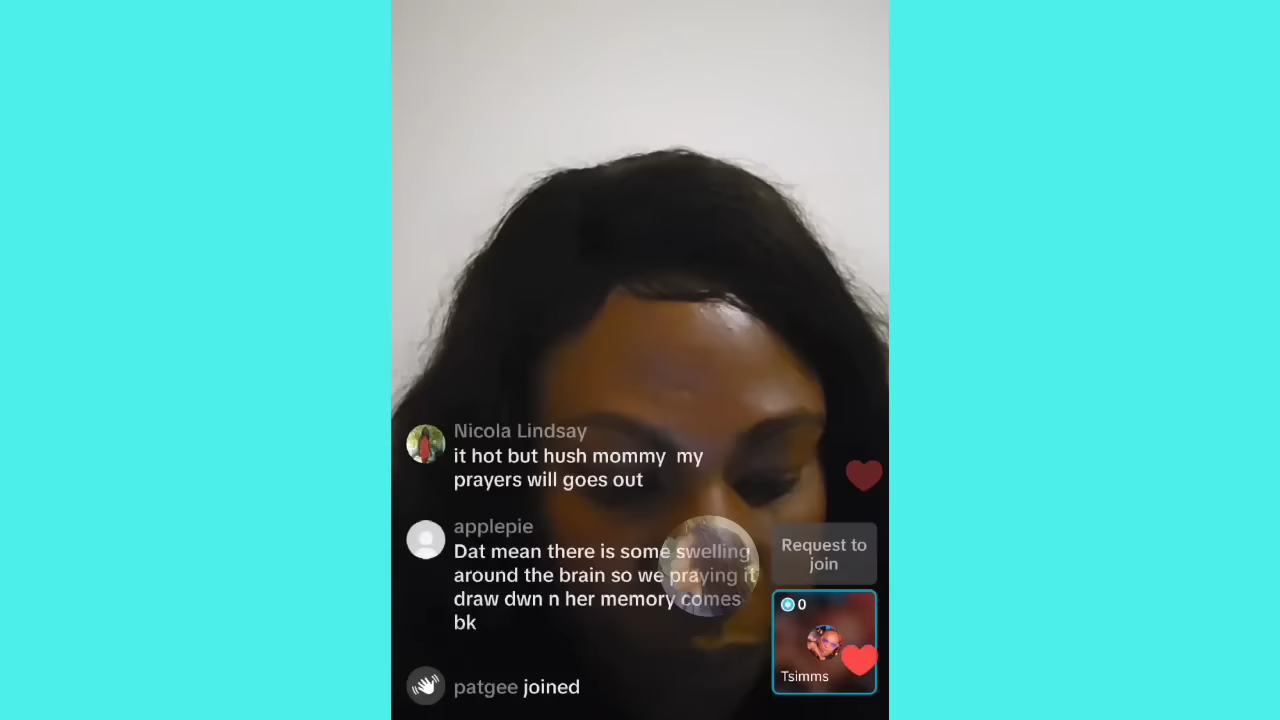 Nicola Lindsay
it hot but hush mommy my
prayers will goes out
applepie
Dat mean there is some swelling
around the brain so we praying it
draw dwn n her memory comes
bk
patgee joined
Request to
join
0
Tsimms